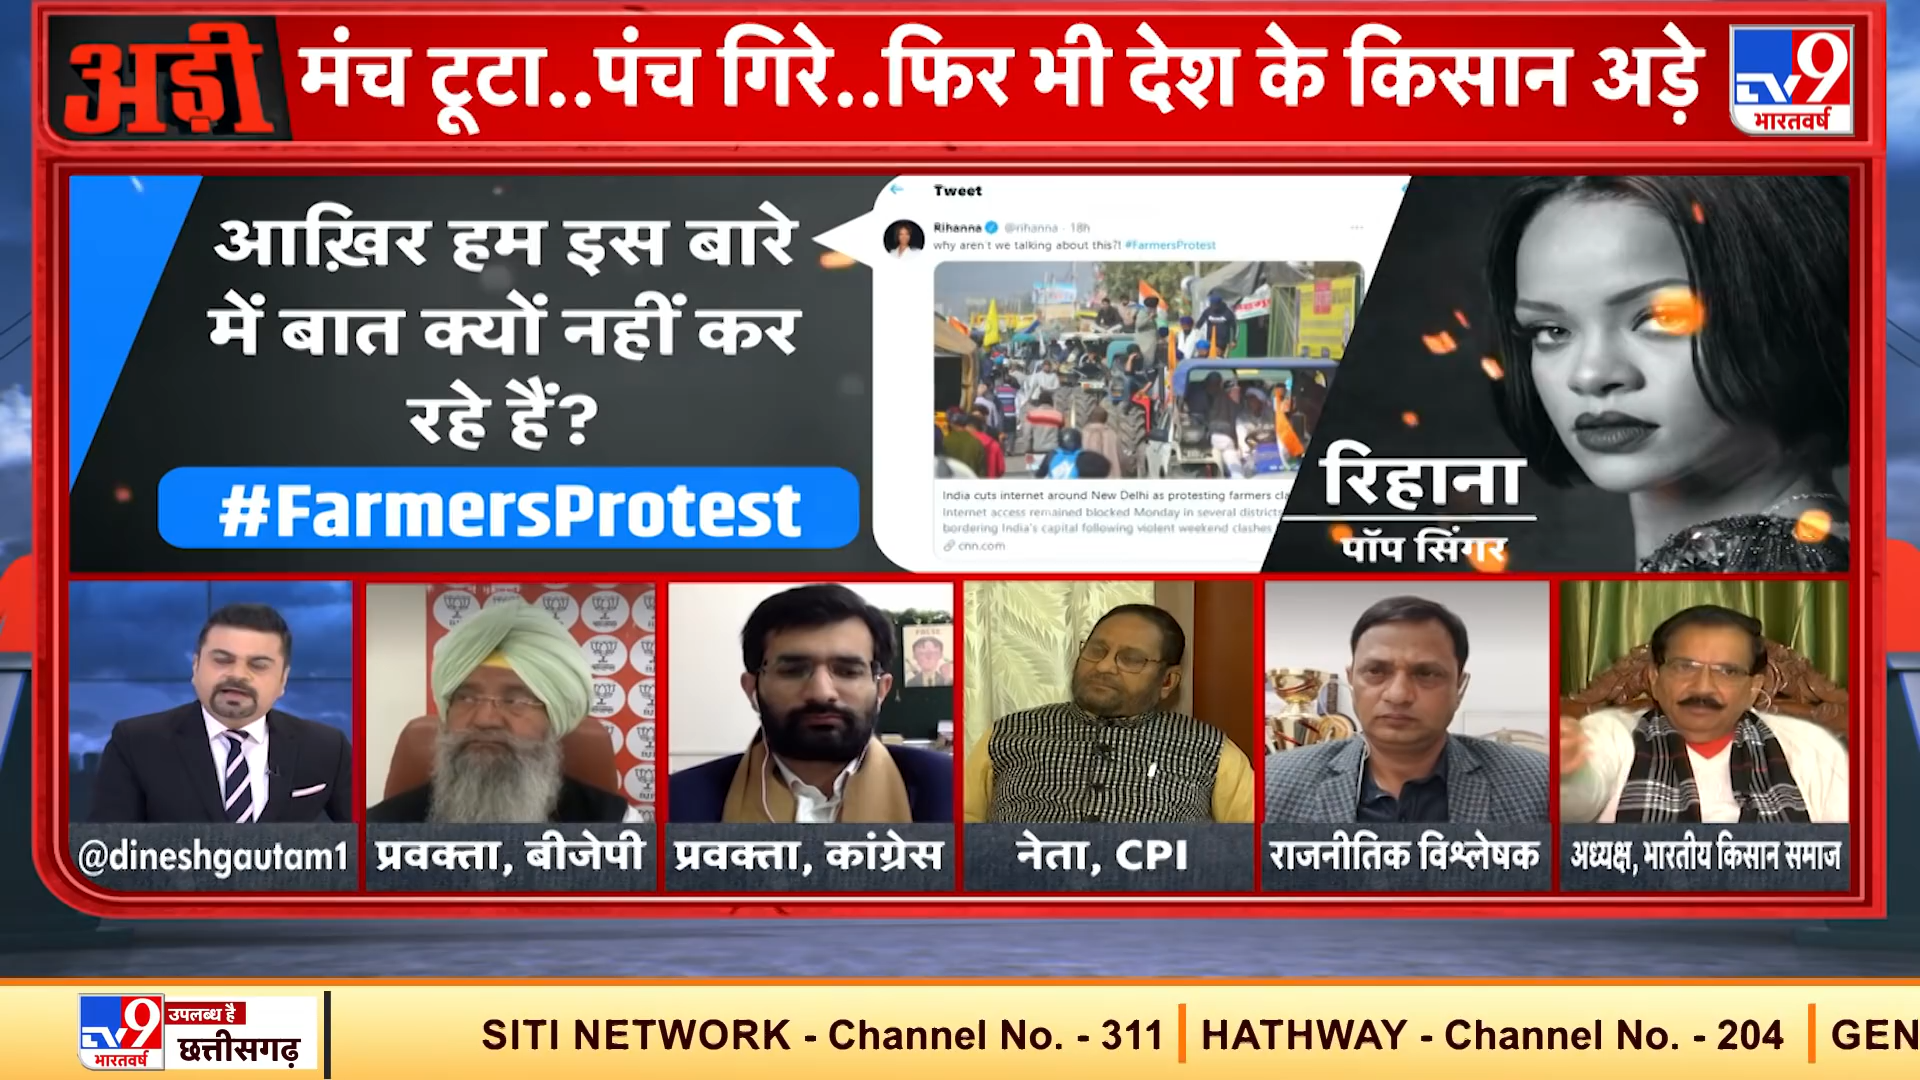 अड़ी
मंच टूटा..पंच गिरे..फिर भी देश के किसान अड़े
TV9
भारतवर्ष
आख़िर हम इस बारे
में बात क्यों नहीं कर
रहे हैं?
#FarmersProtest
Tweet
Rihanna @rihanna · 18h
why aren't we talking about this?! #FarmersProtest
India cuts internet around New Delhi as protesting farmers cla
Internet access remained blocked Monday in several districts
bordering India's capital following violent weekend clashes
cnn.com
रिहाना
पॉप सिंगर
@dineshgautam1
प्रवक्ता, बीजेपी
प्रवक्ता, कांग्रेस
नेता, CPI
राजनीतिक विश्लेषक
अध्यक्ष, भारतीय किसान समाज
TV9
भारतवर्ष
उपलब्ध है
छत्तीसगढ़
SITI NETWORK - Channel No. - 311 | HATHWAY - Channel No. - 204 | GEN